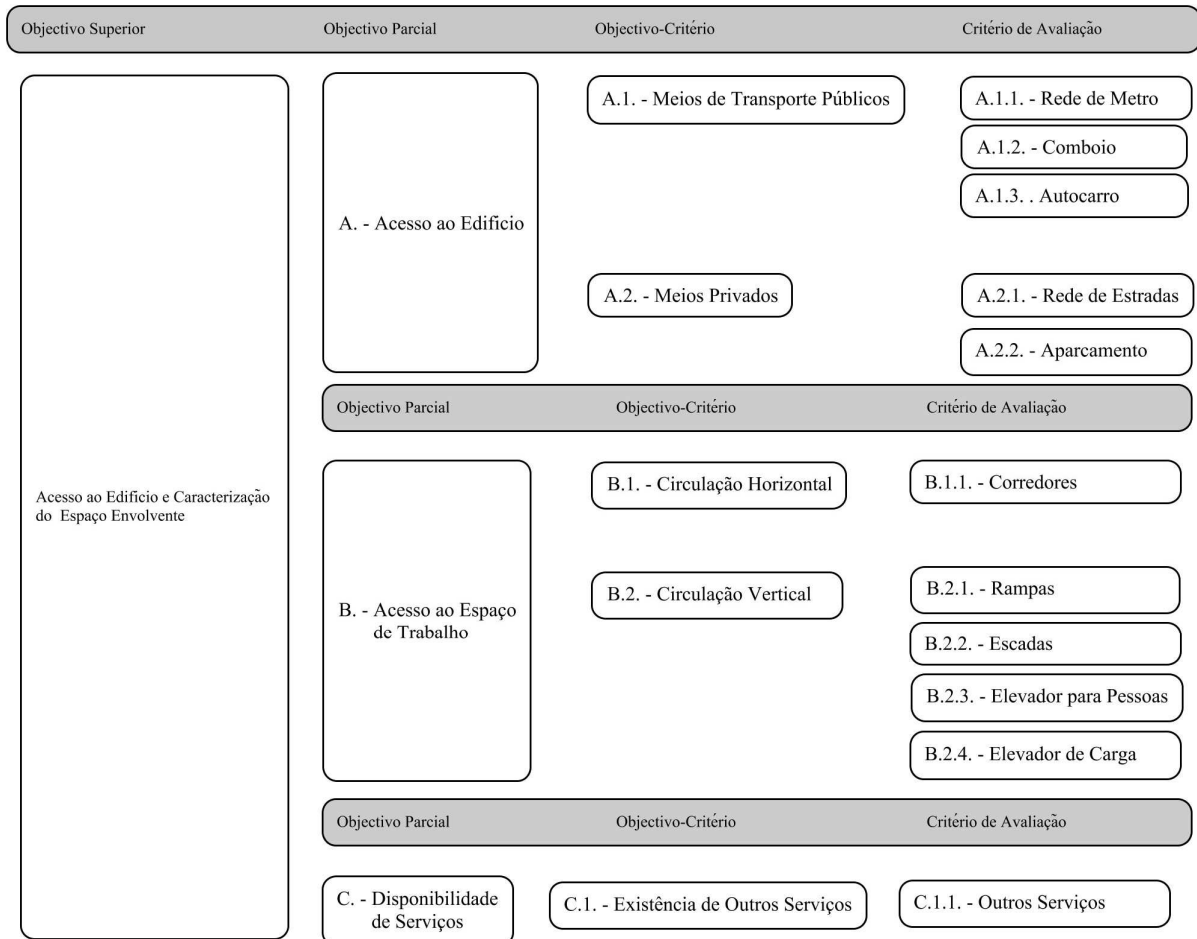 Objectivo Superior
Objectivo Parcial
Objectivo-Critério
Critério de Avaliação
Acesso ao Edifício e Caracterização
do Espaço Envolvente
A. - Acesso ao Edifício
A.1. - Meios de Transporte Públicos
A.1.1. - Rede de Metro
A.1.2. - Comboio
A.1.3. . Autocarro
A.2. - Meios Privados
A.2.1. - Rede de Estradas
A.2.2. - Aparcamento
Objectivo Parcial
Objectivo-Critério
Critério de Avaliação
B. - Acesso ao Espaço
de Trabalho
B.1. - Circulação Horizontal
B.1.1. - Corredores
B.2. - Circulação Vertical
B.2.1. - Rampas
B.2.2. - Escadas
B.2.3. - Elevador para Pessoas
B.2.4. - Elevador de Carga
Objectivo Parcial
Objectivo-Critério
Critério de Avaliação
C. - Disponibilidade
de Serviços
C.1. - Existência de Outros Serviços
C.1.1. - Outros Serviços